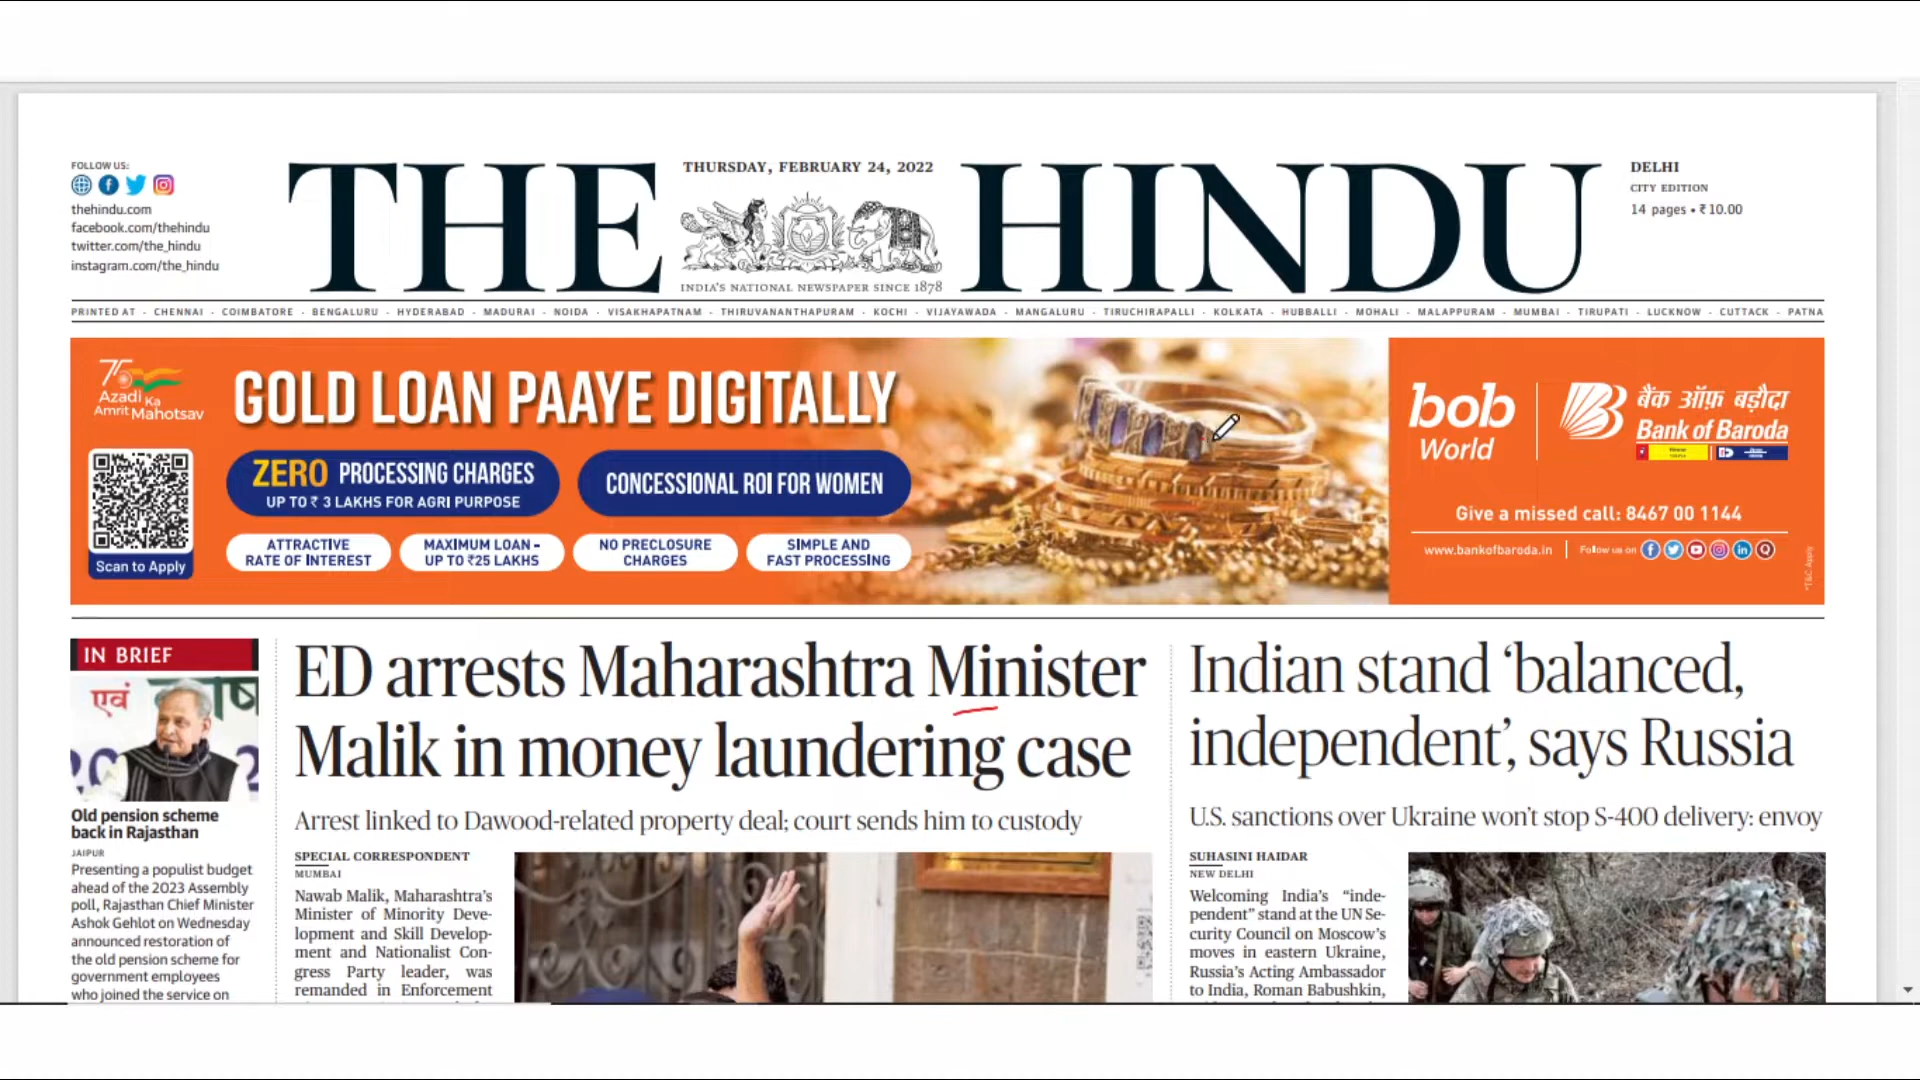 FOLLOW US:
thehindu.com
facebook.com/thehindu
twitter.com/the_hindu
instagram.com/the_hindu
THE HINDU
THURSDAY, FEBRUARY 24, 2022
INDIA'S NATIONAL NEWSPAPER SINCE 1878
DELHI
CITY EDITION
14 pages • ₹10.00
PRINTED AT · CHENNAI · COIMBATORE · BENGALURU · HYDERABAD · MADURAI · NOIDA · VISAKHAPATNAM · THIRUVANANTHAPURAM · KOCHI · VIJAYAWADA · MANGALURU · TIRUCHIRAPALLI · KOLKATA · HUBBALLI · MOHALI · MALAPPURAM · MUMBAI · TIRUPATI · LUCKNOW · CUTTACK · PATNA
75
Azadi Ka
Amrit Mahotsav
Scan to Apply
GOLD LOAN PAAYE DIGITALLY
ZERO PROCESSING CHARGES
UP TO ₹ 3 LAKHS FOR AGRI PURPOSE
CONCESSIONAL ROI FOR WOMEN
ATTRACTIVE
RATE OF INTEREST
MAXIMUM LOAN -
UP TO ₹25 LAKHS
NO PRECLOSURE
CHARGES
SIMPLE AND
FAST PROCESSING
bob
World
बैंक ऑफ़ बड़ौदा
Bank of Baroda
Give a missed call: 8467 00 1144
www.bankofbaroda.in
Follow us on
*T&C Apply
IN BRIEF
एवं
Old pension scheme
back in Rajasthan
JAIPUR
Presenting a populist budget
ahead of the 2023 Assembly
poll, Rajasthan Chief Minister
Ashok Gehlot on Wednesday
announced restoration of
the old pension scheme for
government employees
who joined the service on
ED arrests Maharashtra Minister
Malik in money laundering case
Arrest linked to Dawood-related property deal; court sends him to custody
SPECIAL CORRESPONDENT
MUMBAI
Nawab Malik, Maharashtra's
Minister of Minority Deve-
lopment and Skill Develop-
ment and Nationalist Con-
gress Party leader, was
remanded in Enforcement
Indian stand ‘balanced,
independent’, says Russia
U.S. sanctions over Ukraine won't stop S-400 delivery: envoy
SUHASINI HAIDAR
NEW DELHI
Welcoming India's “inde-
pendent” stand at the UN Se-
curity Council on Moscow's
moves in eastern Ukraine,
Russia's Acting Ambassador
to India, Roman Babushkin,